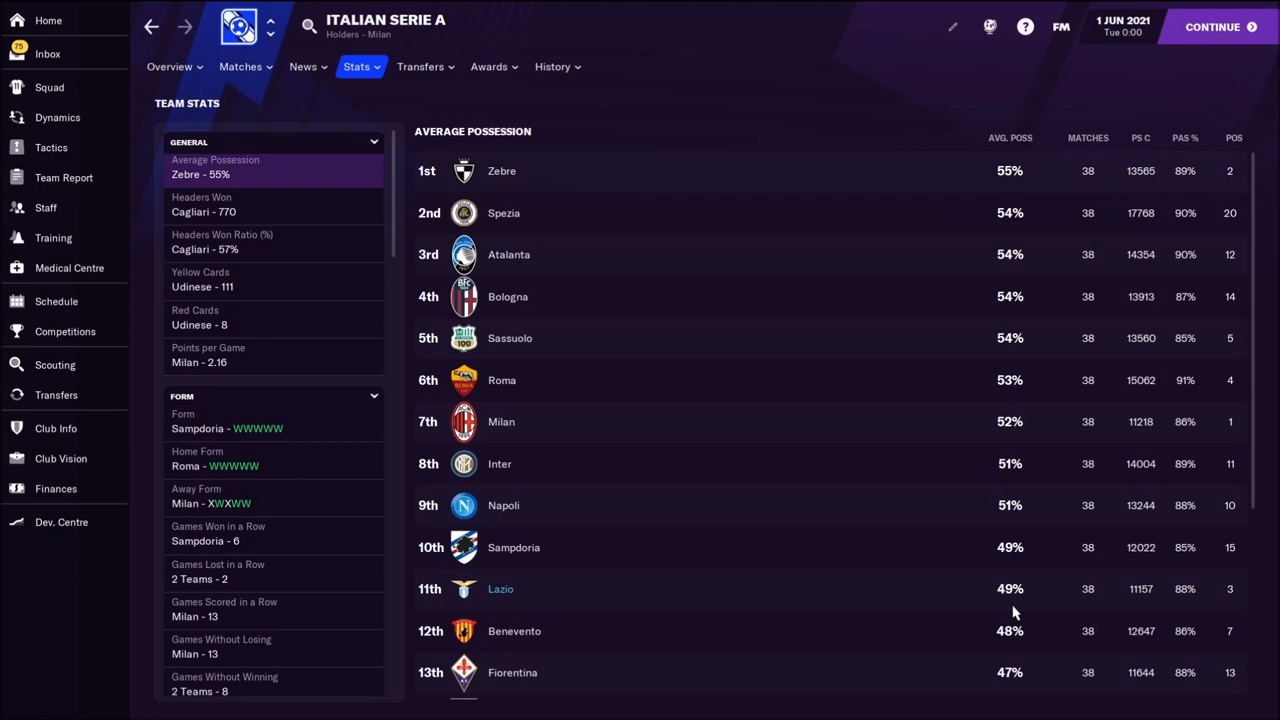 Home
75
Inbox
Squad
Dynamics
Tactics
Team Report
Staff
Training
Medical Centre
Schedule
Competitions
Scouting
Transfers
Club Info
Club Vision
Finances
Dev. Centre
ITALIAN SERIE A
Holders - Milan
?
FM
1 JUN 2021
Tue 0:00
CONTINUE
Overview
Matches
News
Stats
Transfers
Awards
History
TEAM STATS
GENERAL
Average Possession
Zebre - 55%
Headers Won
Cagliari - 770
Headers Won Ratio (%)
Cagliari - 57%
Yellow Cards
Udinese - 111
Red Cards
Udinese - 8
Points per Game
Milan - 2.16
FORM
Form
Sampdoria - WWWWW
Home Form
Roma - WWWWW
Away Form
Milan - XWXWW
Games Won in a Row
Sampdoria - 6
Games Lost in a Row
2 Teams - 2
Games Scored in a Row
Milan - 13
Games Without Losing
Milan - 13
Games Without Winning
2 Teams - 8
AVERAGE POSSESSION
AVG. POSS MATCHES PS C PAS % POS
1st Zebre 55% 38 13565 89% 2
2nd Spezia 54% 38 17768 90% 20
3rd Atalanta 54% 38 14354 90% 12
4th Bologna 54% 38 13913 87% 14
5th Sassuolo 54% 38 13560 85% 5
6th Roma 53% 38 15062 91% 4
7th Milan 52% 38 11218 86% 1
8th Inter 51% 38 14004 89% 11
9th Napoli 51% 38 13244 88% 10
10th Sampdoria 49% 38 12022 85% 15
11th Lazio 49% 38 11157 88% 3
12th Benevento 48% 38 12647 86% 7
13th Fiorentina 47% 38 11644 88% 13